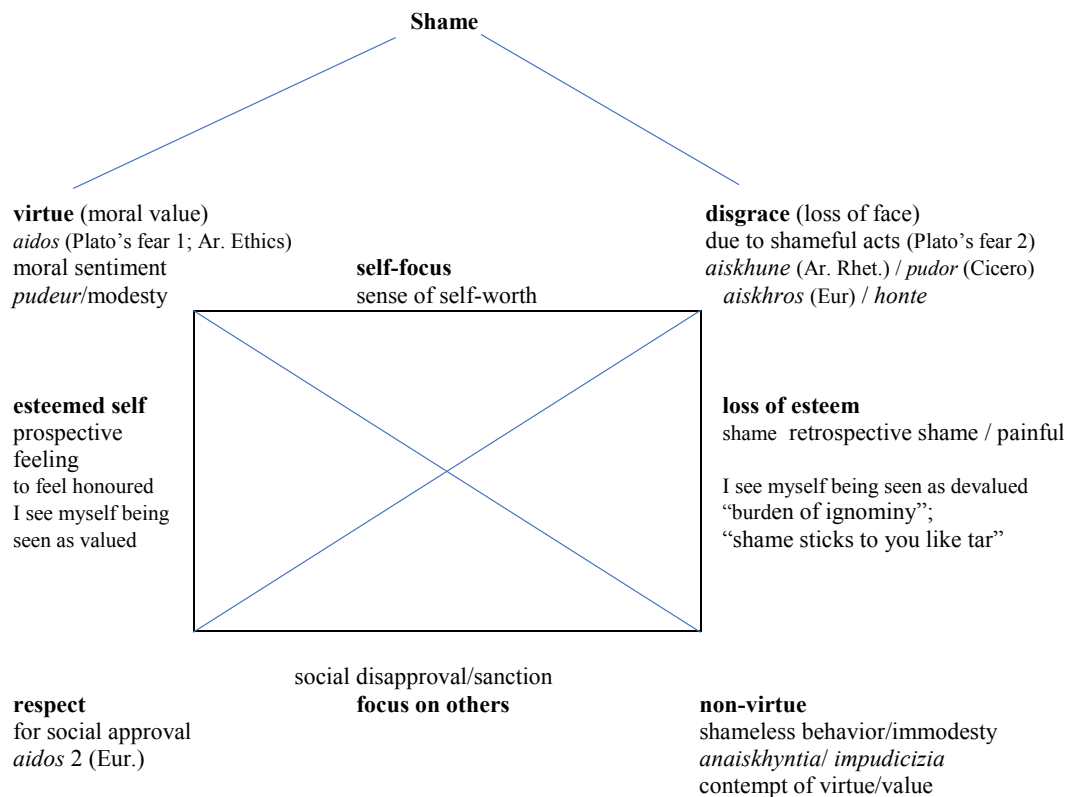 Shame
virtue (moral value)
aidos (Plato's fear 1; Ar. Ethics)
moral sentiment
pudeur/modesty
self-focus
sense of self-worth
disgrace (loss of face)
due to shameful acts (Plato's fear 2)
aiskhune (Ar. Rhet.) / pudor (Cicero)
aiskhros (Eur) / honte
esteemed self
prospective
feeling
to feel honoured
I see myself being
seen as valued
loss of esteem
shame retrospective shame / painful
I see myself being seen as devalued
“burden of ignominy”;
“shame sticks to you like tar”
social disapproval/sanction
focus on others
respect
for social approval
aidos 2 (Eur.)
non-virtue
shameless behavior/immodesty
anaiskhyntia/ impudicizia
contempt of virtue/value